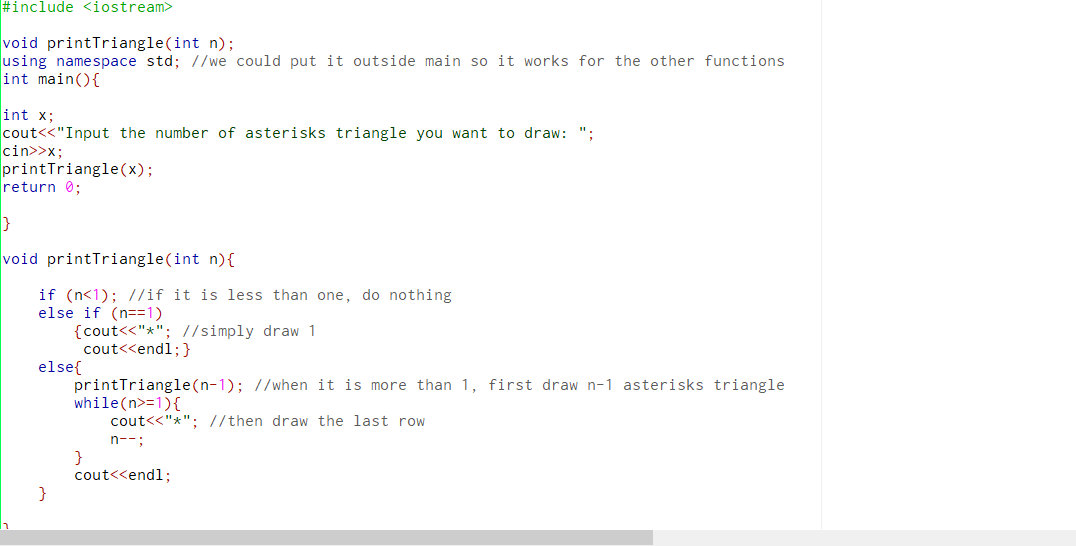 #include <iostream>
void printTriangle(int n);
using namespace std; //we could put it outside main so it works for the other functions
int main(){
int x;
cout<<"Input the number of asterisks triangle you want to draw: ";
cin>>x;
printTriangle(x);
return 0;
}
void printTriangle(int n){
if (n<1); //if it is less than one, do nothing
else if (n==1)
{cout<<"*"; //simply draw 1
cout<<endl;}
else{
printTriangle(n-1); //when it is more than 1, first draw n-1 asterisks triangle
while(n>=1){
cout<<"*"; //then draw the last row
n--;
}
cout<<endl;
}
}